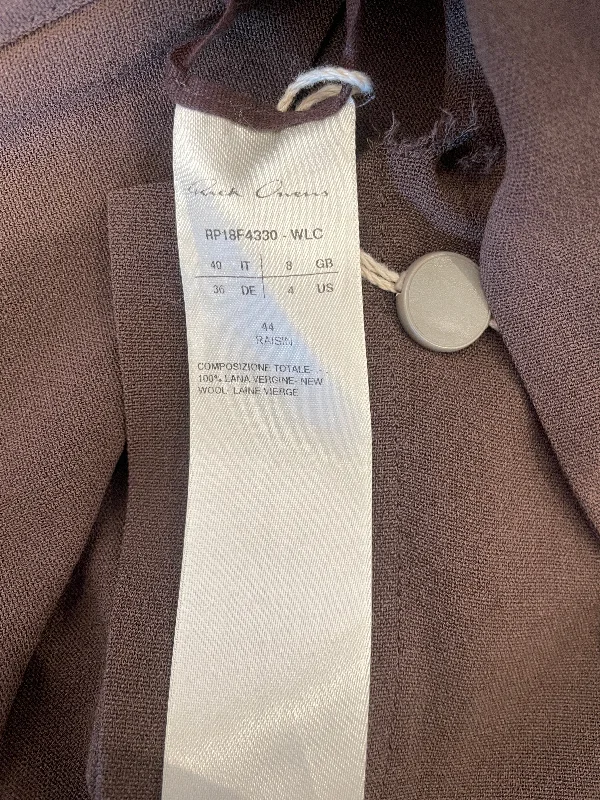 Rick Owens
RP18F4330 - WLC
40 IT 8 GB
36 DE 4 US
44
RAISIN
COMPOSIZIONE TOTALE- -
100% LANA VERGINE- NEW
WOOL- LAINE VIERGE